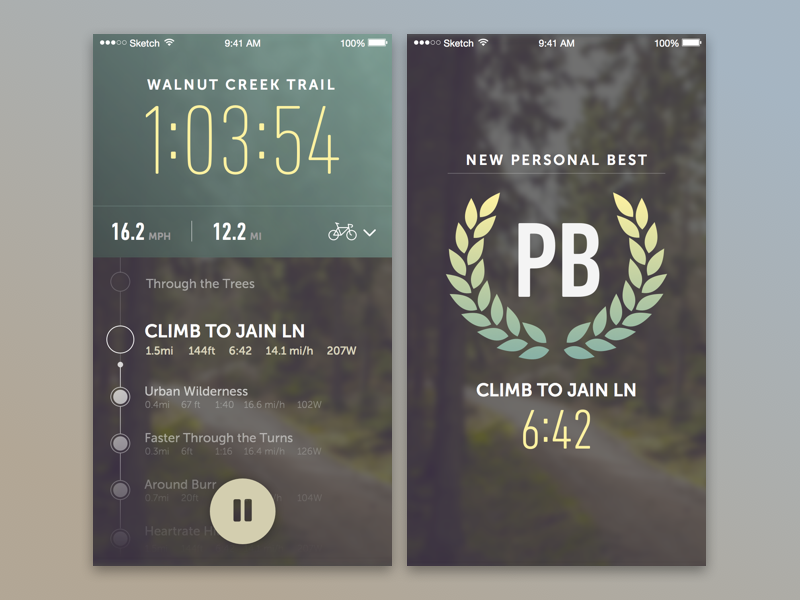 Sketch 9:41 AM 100%
WALNUT CREEK TRAIL
1:03:54
16.2 MPH 12.2 MI
Through the Trees
CLIMB TO JAIN LN
1.5mi 144ft 6:42 14.1 mi/h 207W
Urban Wilderness
0.4mi 67 ft 1:40 16.6 mi/h 102W
Faster Through the Turns
0.3mi 6ft 1:16 16.4 mi/h 126W
Around Burr
0.7mi 20ft 104W
Heartrate
Sketch 9:41 AM 100%
NEW PERSONAL BEST
PB
CLIMB TO JAIN LN
6:42